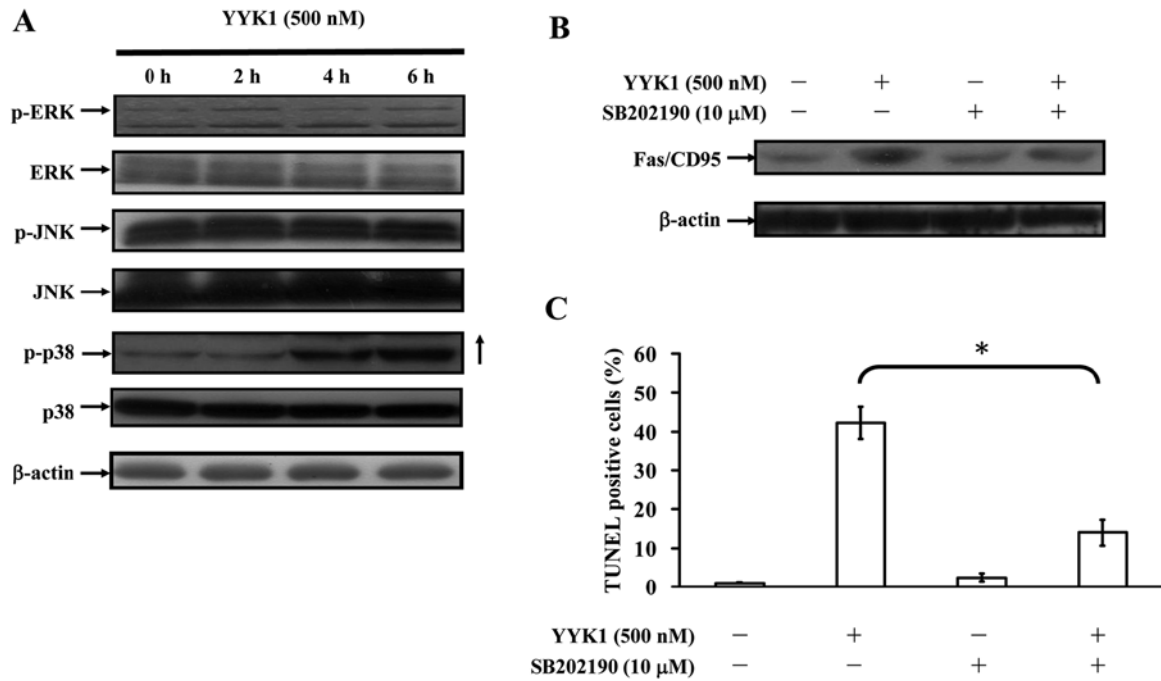 A
YYK1 (500 nM)
0 h 2 h 4 h 6 h
p-ERK
ERK
p-JNK
JNK
p-p38
p38
β-actin
B
YYK1 (500 nM) − + − +
SB202190 (10 μM) − − + +
Fas/CD95
β-actin
C
TUNEL positive cells (%)
60
50
40
30
20
10
0
*
YYK1 (500 nM) − + − +
SB202190 (10 μM) − − + +